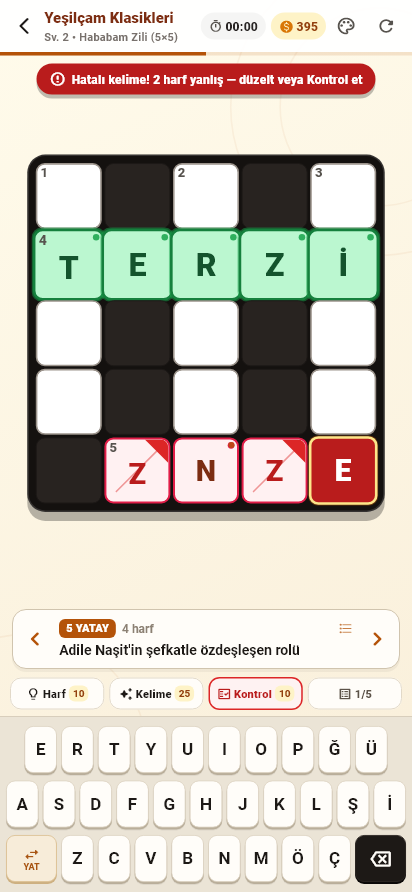 Yeşilçam Klasikleri
Sv. 2 • Hababam Zili (5×5)
00:00
$ 395
Hatalı kelime! 2 harf yanlış — düzelt veya Kontrol et
1 2 3
4 T E R Z İ
5 Z N Z E
5 YATAY 4 harf
Adile Naşit'in şefkatle özdeşleşen rolü
Harf 10 Kelime 25 Kontrol 10 1/5
E R T Y U I O P Ğ Ü
A S D F G H J K L Ş İ
YAT Z C V B N M Ö Ç